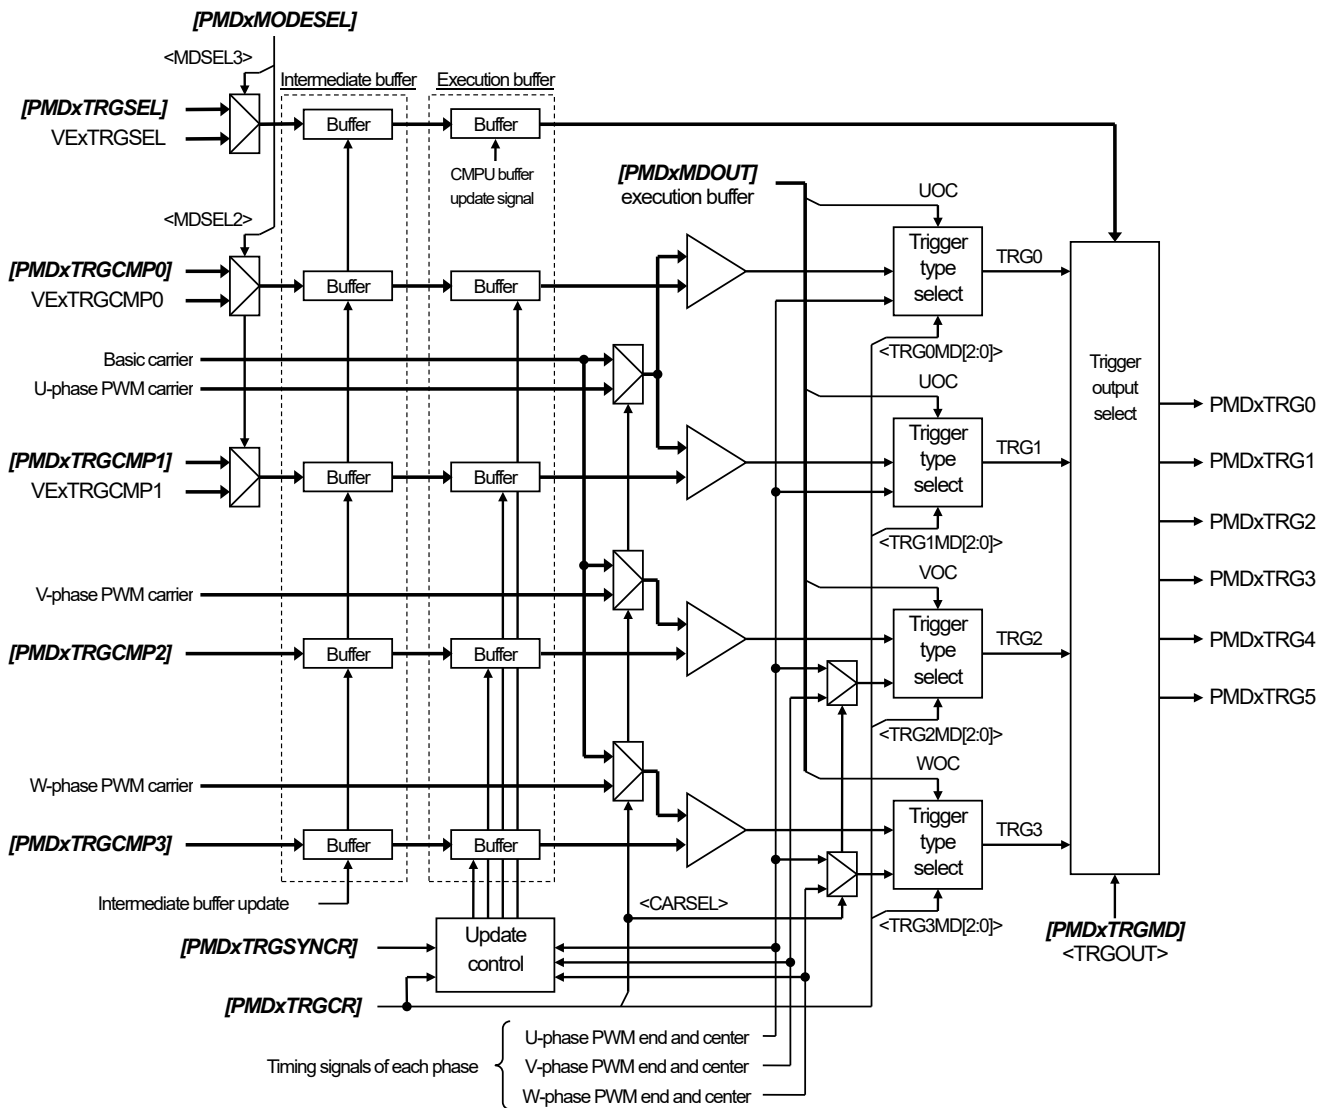 [PMDxMODESEL]
<MDSEL3>
Intermediate buffer
Execution buffer
[PMDxTRGSEL]
VExTRGSEL
Buffer
Buffer
CMPU buffer
update signal
[PMDxMDOUT]
execution buffer
UOC
<MDSEL2>
[PMDxTRGCMP0]
VExTRGCMP0
Buffer
Buffer
Trigger
type
select
TRG0
<TRG0MD[2:0]>
Basic carrier
U-phase PWM carrier
UOC
[PMDxTRGCMP1]
VExTRGCMP1
Buffer
Buffer
Trigger
type
select
TRG1
<TRG1MD[2:0]>
Trigger
output
select
PMDxTRG0
PMDxTRG1
PMDxTRG2
PMDxTRG3
PMDxTRG4
PMDxTRG5
V-phase PWM carrier
VOC
[PMDxTRGCMP2]
Buffer
Buffer
Trigger
type
select
TRG2
<TRG2MD[2:0]>
W-phase PWM carrier
WOC
[PMDxTRGCMP3]
Buffer
Buffer
Trigger
type
select
TRG3
<TRG3MD[2:0]>
Intermediate buffer update
<CARSEL>
[PMDxTRGMD]
<TRGOUT>
[PMDxTRGSYNCR]
Update
control
[PMDxTRGCR]
Timing signals of each phase
U-phase PWM end and center
V-phase PWM end and center
W-phase PWM end and center